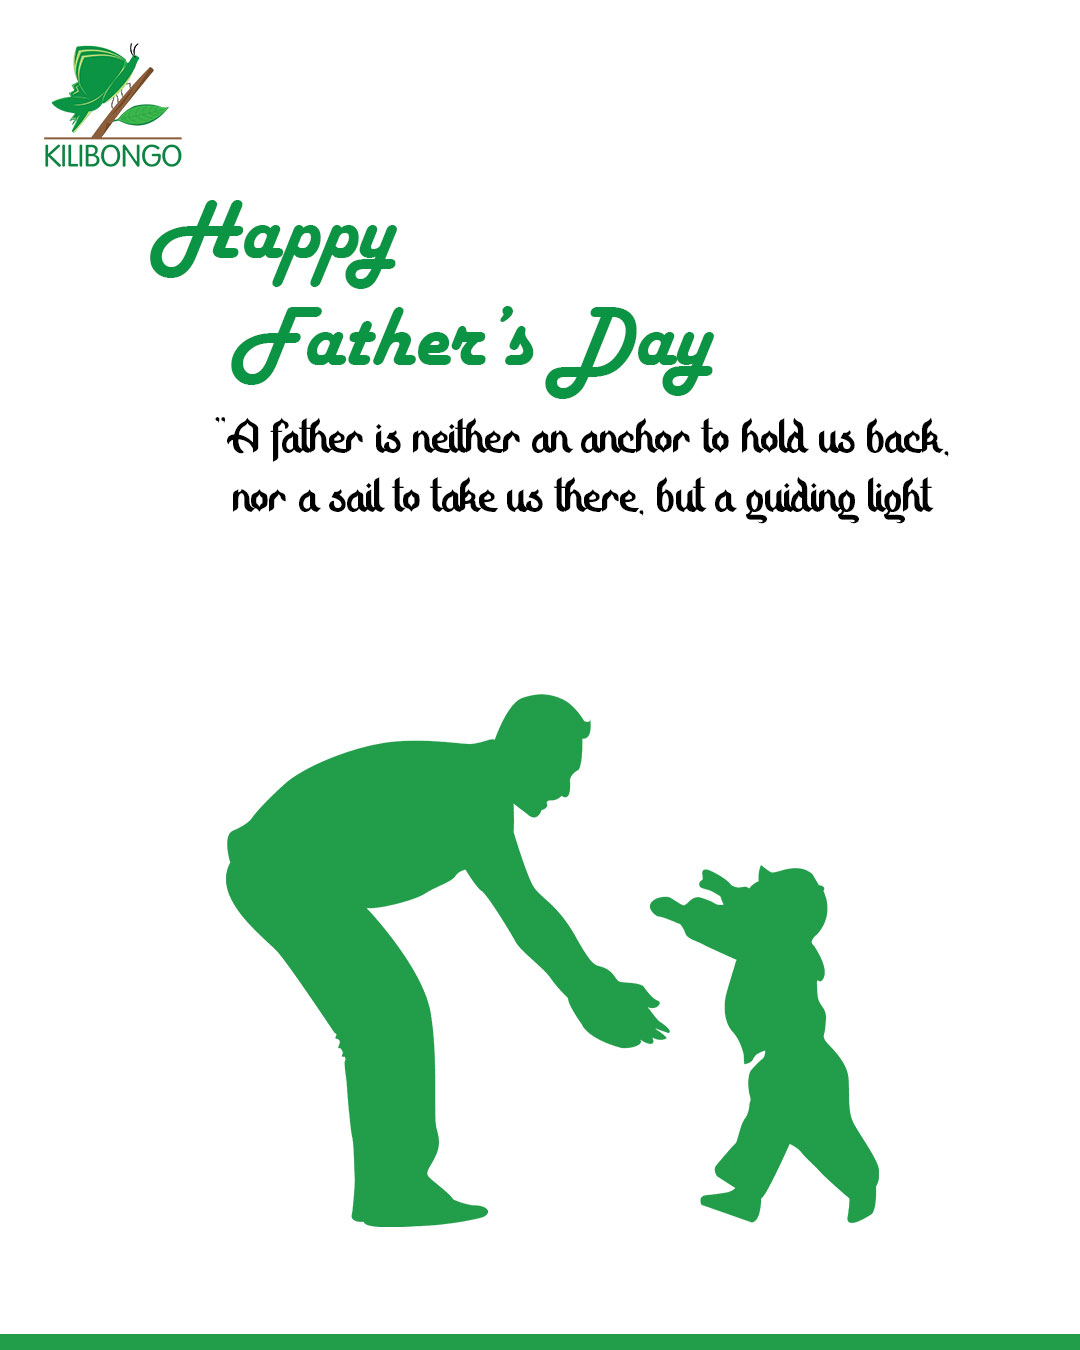 KILIBONGO
Happy
Father's Day
"A father is neither an anchor to hold us back,
nor a sail to take us there, but a guiding light